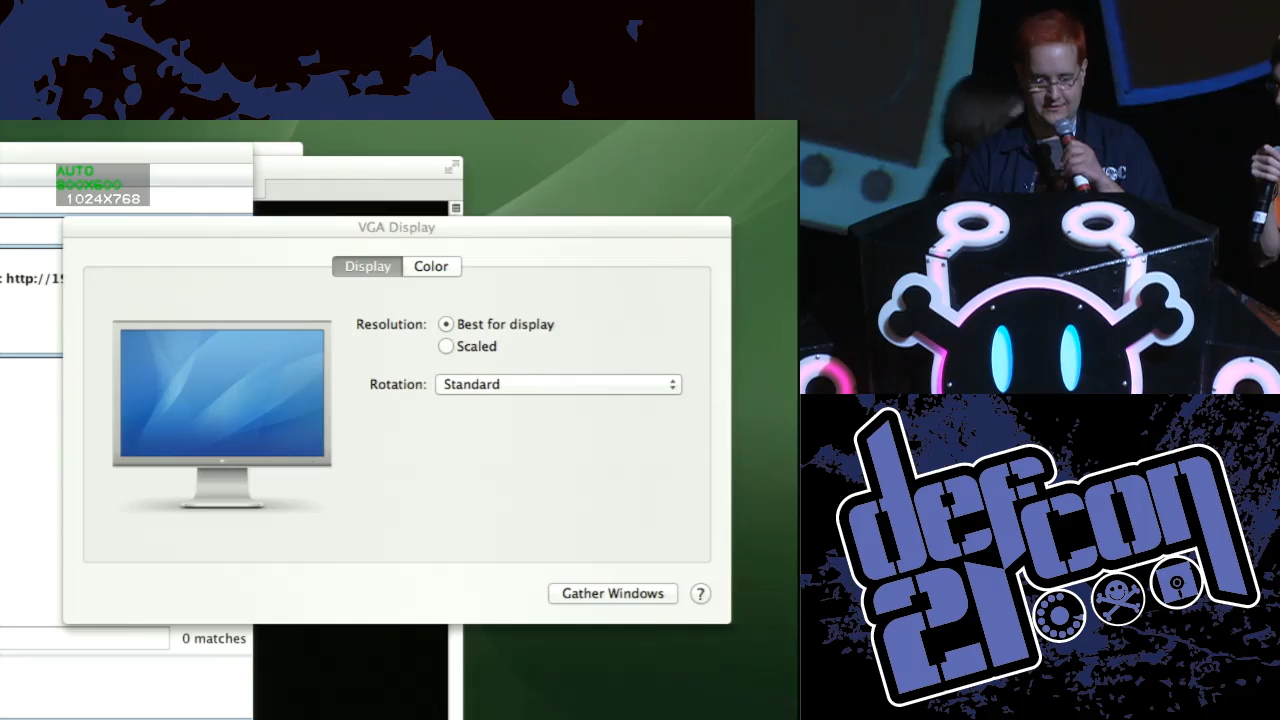 AUTO
800X600
1024X768
VGA Display
Display
Color
: http://19
Resolution:
Best for display
Scaled
Rotation:
Standard
Gather Windows
?
0 matches
defcon
21